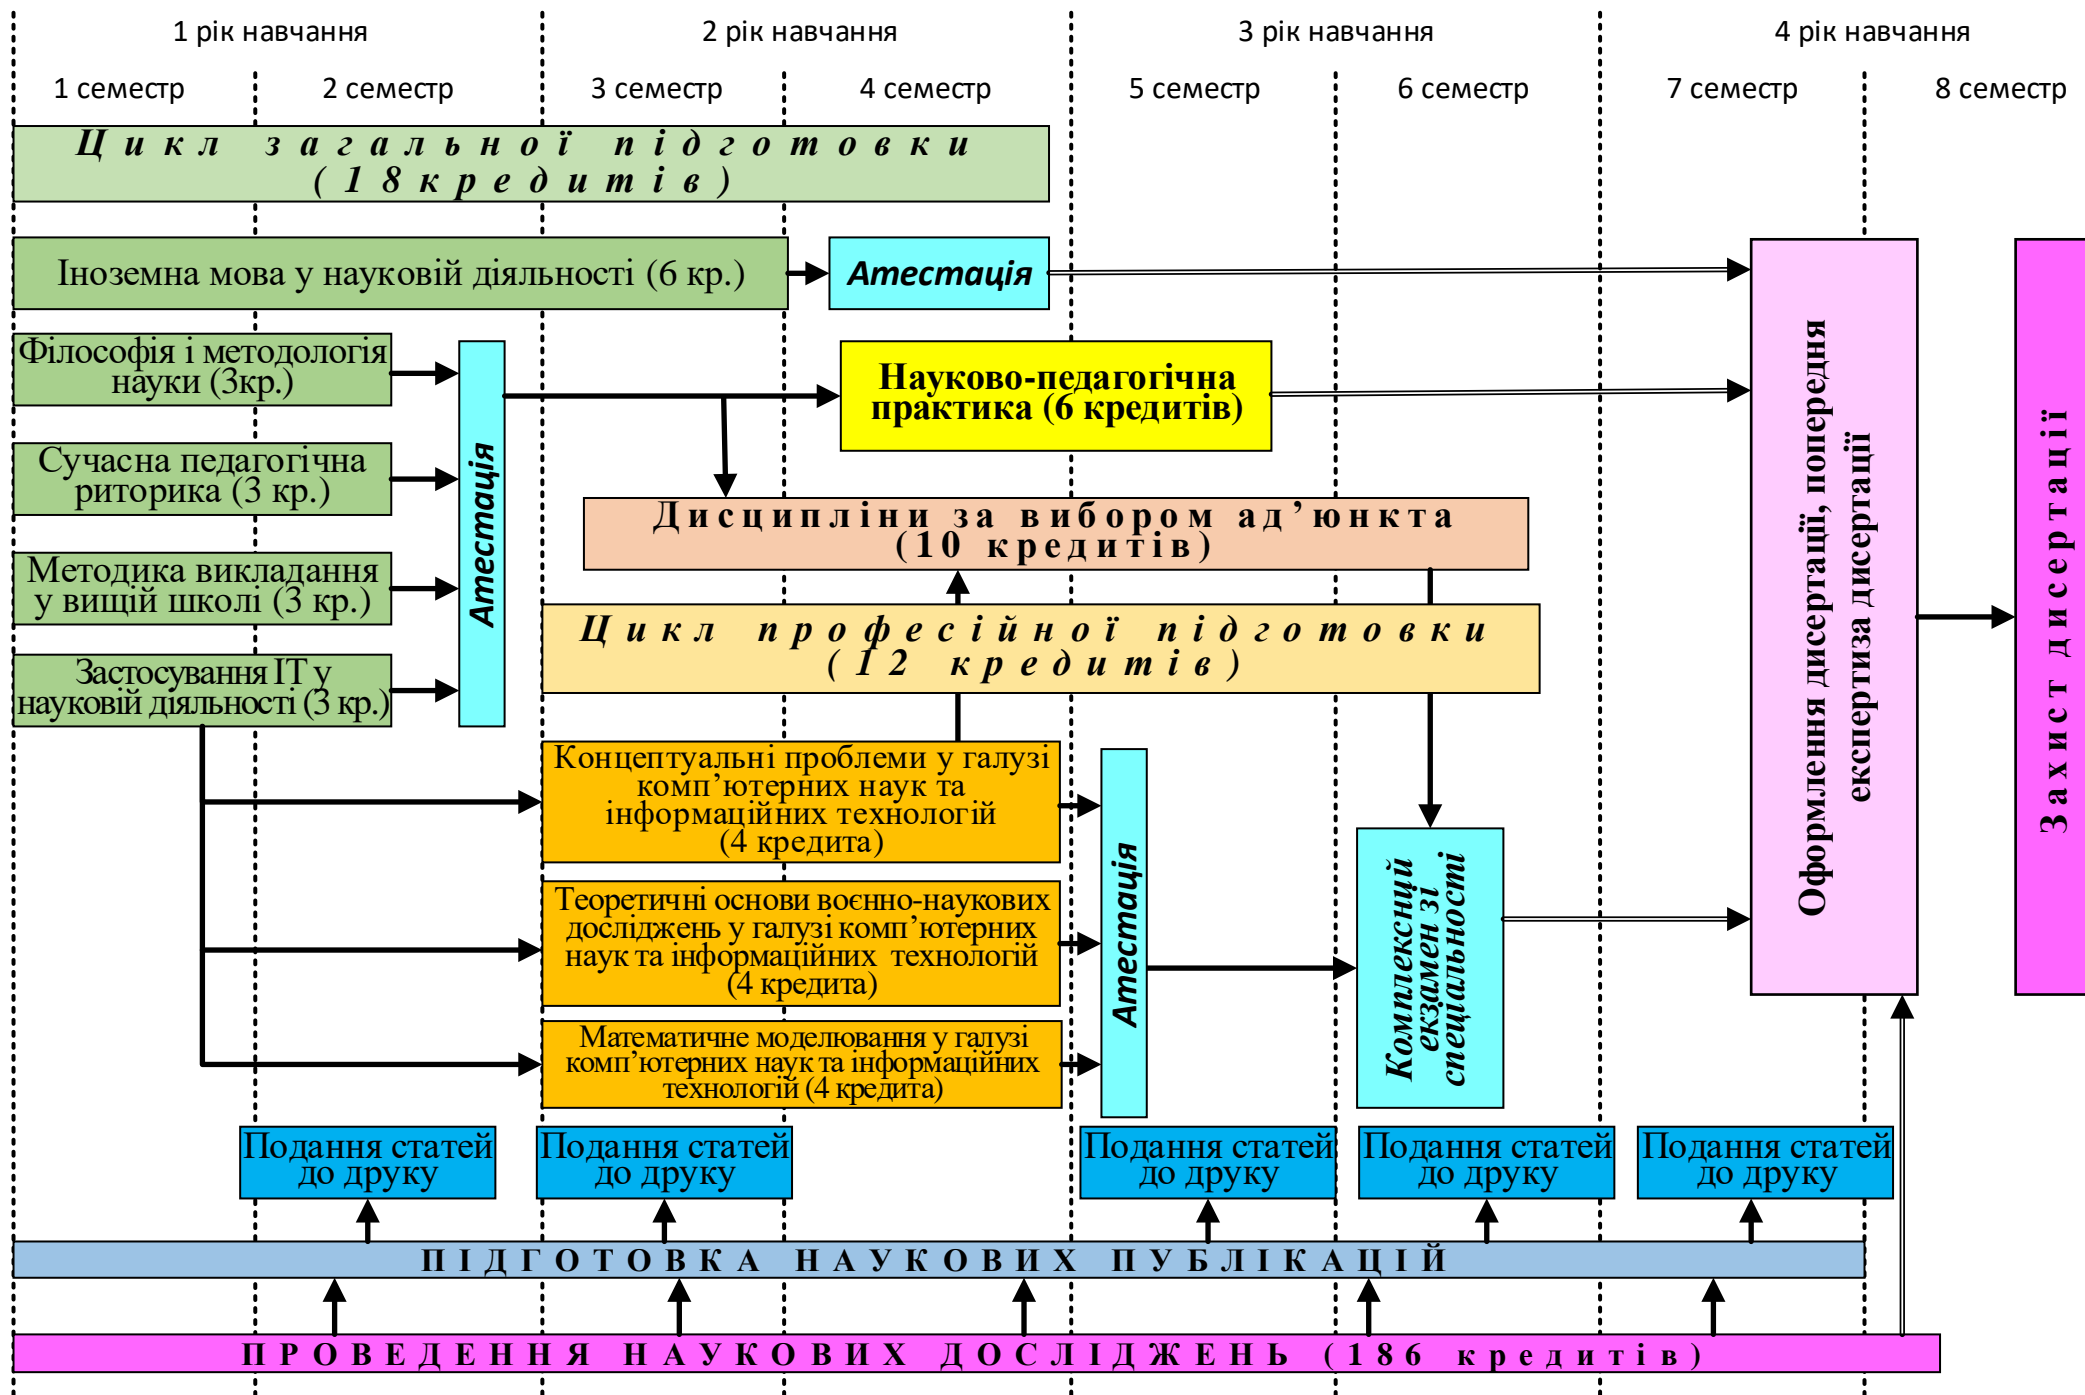 1 рік навчання
2 рік навчання
3 рік навчання
4 рік навчання
1 семестр
2 семестр
3 семестр
4 семестр
5 семестр
6 семестр
7 семестр
8 семестр
Цикл загальної підготовки
(18кредитів)
Іноземна мова у науковій діяльності (6 кр.)
Атестація
Філософія і методологія
науки (3кр.)
Сучасна педагогічна
риторика (3 кр.)
Методика викладання
у вищій школі (3 кр.)
Застосування ІТ у
науковій діяльності (3 кр.)
Атестація
Науково-педагогічна
практика (6 кредитів)
Дисципліни за вибором ад’юнкта
(10 кредитів)
Цикл професійної підготовки
(12 кредитів)
Концептуальні проблеми у галузі
комп’ютерних наук та
інформаційних технологій
(4 кредита)
Теоретичні основи воєнно-наукових
досліджень у галузі комп’ютерних
наук та інформаційних технологій
(4 кредита)
Математичне моделювання у галузі
комп’ютерних наук та інформаційних
технологій (4 кредита)
Атестація
Комплексний
екзамен зі
спеціальності
Оформлення дисертації, попередня
експертиза дисертації
Захист дисертації
Подання статей
до друку
Подання статей
до друку
Подання статей
до друку
Подання статей
до друку
Подання статей
до друку
ПІДГОТОВКА НАУКОВИХ ПУБЛІКАЦІЙ
ПРОВЕДЕННЯ НАУКОВИХ ДОСЛІДЖЕНЬ (186 кредитів)